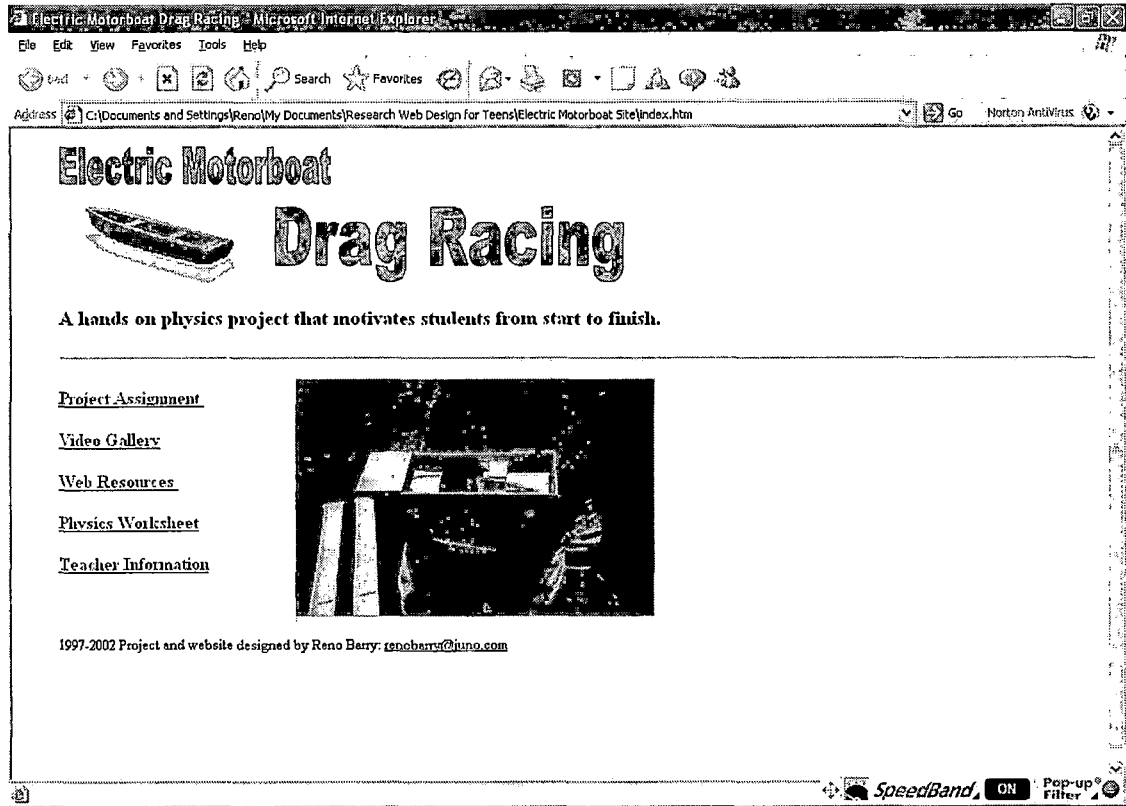 Electric Motorboat Drag Racing - Microsoft Internet Explorer
File Edit View Favorites Tools Help
Search Favorites
Address C:\Documents and Settings\Reno\My Documents\Research Web Design for Teens\Electric Motorboat Site\index.htm Go Norton AntiVirus
Electric Motorboat
Drag Racing
A hands on physics project that motivates students from start to finish.
Project Assignment
Video Gallery
Web Resources
Physics Worksheet
Teacher Information
1997-2002 Project and website designed by Reno Barry: renobarry@juno.com
SpeedBand ON Pop-up
Filter